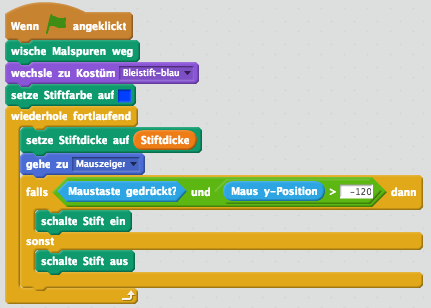 Wenn angeklickt
wische Malspuren weg
wechsle zu Kostüm Bleistift-blau
setze Stiftfarbe auf
wiederhole fortlaufend
setze Stiftdicke auf Stiftdicke
gehe zu Mauszeiger
falls Maustaste gedrückt? und Maus y-Position > -120 dann
schalte Stift ein
sonst
schalte Stift aus